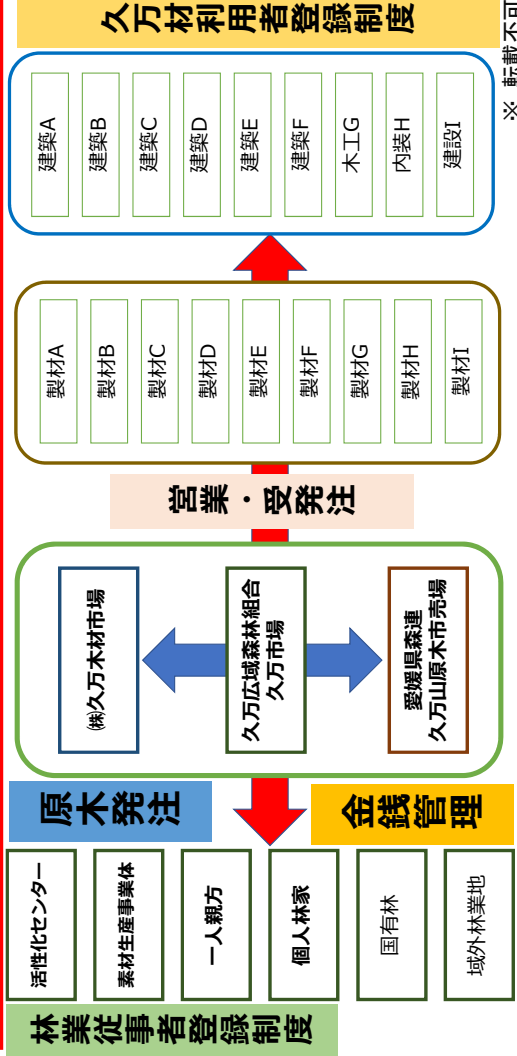 林業従事者登録制度
活性化センター
素材生産事業体
一人親方
個人林家
国有林
域外林業地
原木発注
金銭管理
㈱久万木材市場
久万広域森林組合
久万市場
愛媛県森連
久万山原木市売場
営業・受発注
製材A
製材B
製材C
製材D
製材E
製材F
製材G
製材H
製材I
建築A
建築B
建築C
建築D
建築E
建築F
木工G
内装H
建設I
久万材利用者登録制度
※ 転載不可